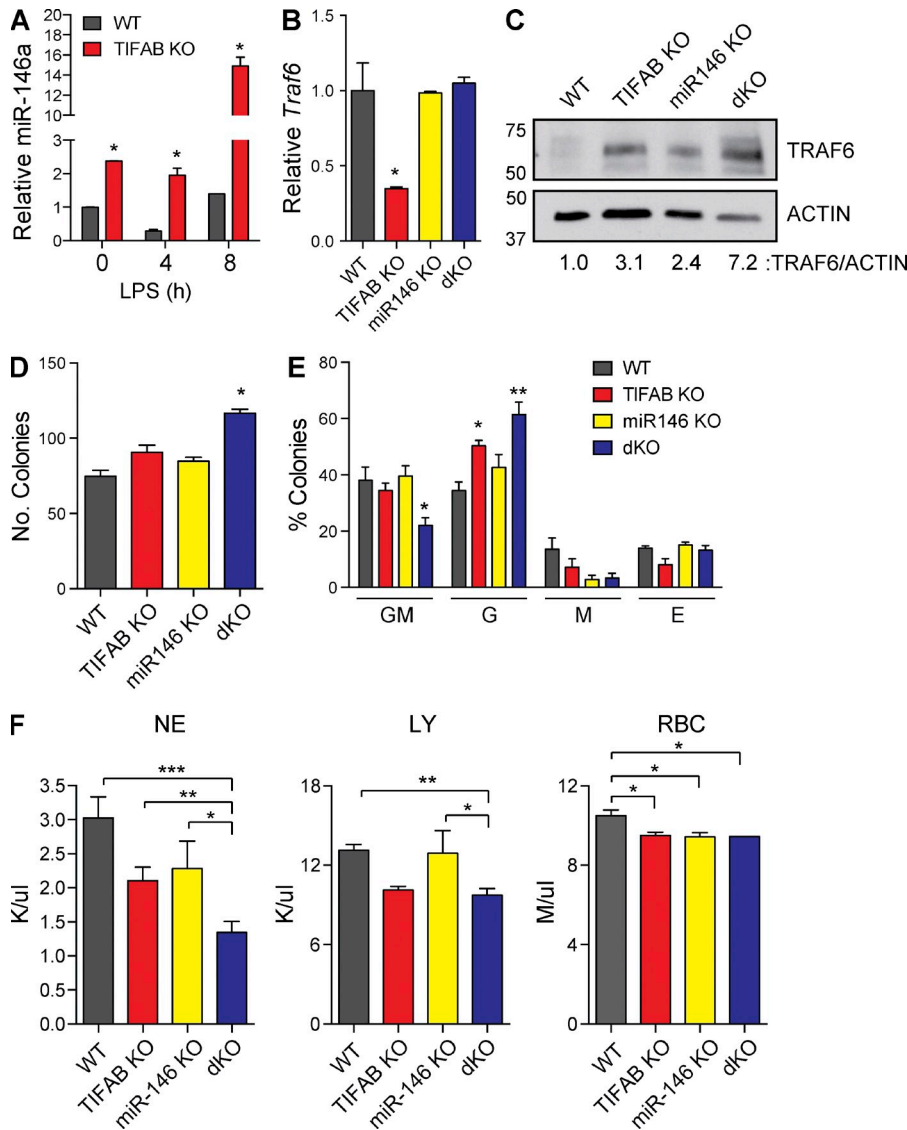 A
WT
TIFAB KO
Relative miR-146a
20
18
16
14
12
10
3
2
1
0
*
*
*
0 4 8
LPS (h)
B
Relative Traf6
1.5
1.0
0.5
0.0
*
WT
TIFAB KO
miR146 KO
dKO
C
WT
TIFAB KO
miR146 KO
dKO
75
50
TRAF6
50
37
ACTIN
1.0 3.1 2.4 7.2 :TRAF6/ACTIN
D
No. Colonies
150
100
50
0
*
WT
TIFAB KO
miR146 KO
dKO
E
% Colonies
80
60
40
20
0
WT
TIFAB KO
miR146 KO
dKO
*
*
**
GM G M E
F
NE
K/ul
3.5
3.0
2.5
2.0
1.5
1.0
0.5
0.0
***
**
*
WT
TIFAB KO
miR-146 KO
dKO
LY
K/ul
18
12
6
0
**
*
WT
TIFAB KO
miR-146 KO
dKO
RBC
M/ul
12
8
4
0
*
*
*
WT
TIFAB KO
miR-146 KO
dKO